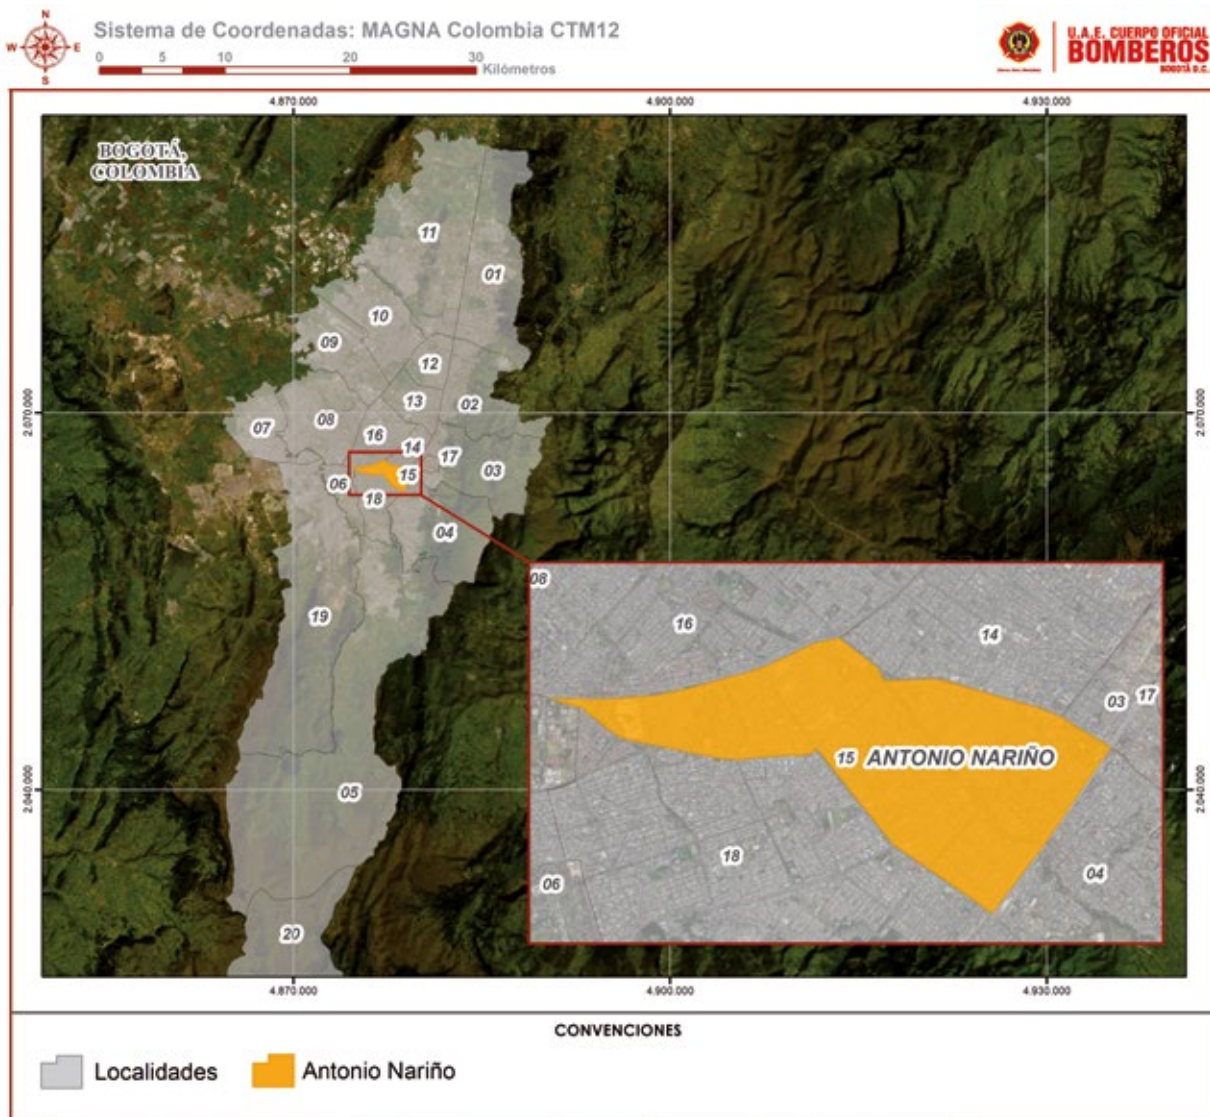 N
W E
S
Sistema de Coordenadas: MAGNA Colombia CTM12
0 5 10 20 30
Kilómetros
U.A.E. CUERPO OFICIAL
BOMBEROS
BOGOTÁ D.C.
4.870.000 4.900.000 4.930.000
BOGOTÁ,
COLOMBIA
11
01
10
09
12
13 02
2.070.000 2.070.000
07 08
16
14
17
03
15
06
18
04
08
16
14
19
03 17
15 ANTONIO NARIÑO
2.040.000 2.040.000
05
18
04
06
20
4.870.000 4.900.000 4.930.000
CONVENCIONES
Localidades Antonio Nariño